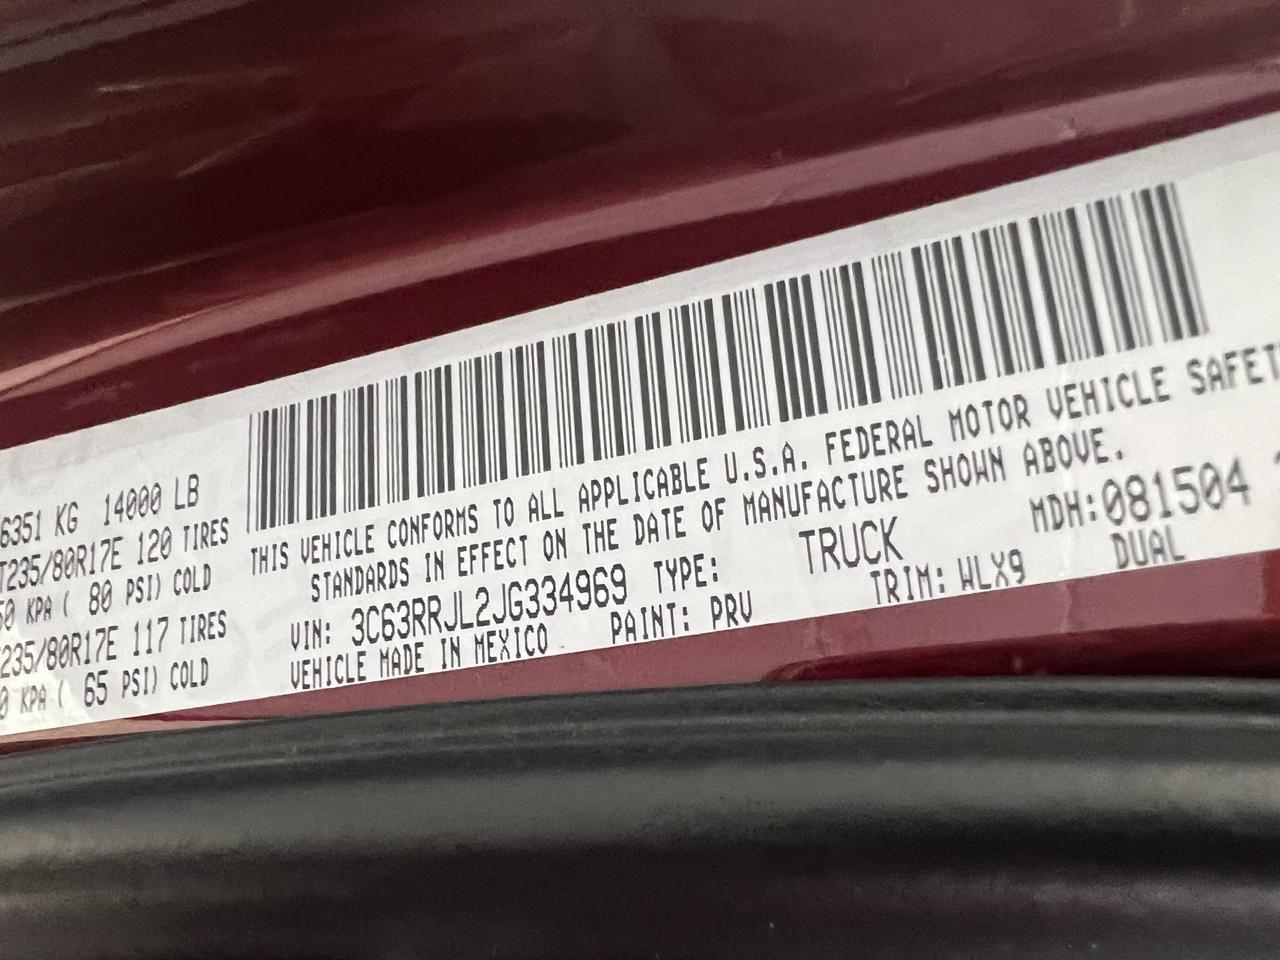 6351 KG 14000 LB
T235/80R17E 120 TIRES
50 KPA ( 80 PSI) COLD
235/80R17E 117 TIRES
0 KPA ( 65 PSI) COLD
THIS VEHICLE CONFORMS TO ALL APPLICABLE U.S.A. FEDERAL MOTOR VEHICLE SAFET
STANDARDS IN EFFECT ON THE DATE OF MANUFACTURE SHOWN ABOVE.
VIN: 3C63RRJL2JG334969 TYPE: TRUCK MDH:081504
VEHICLE MADE IN MEXICO PAINT: PRV TRIM: WLX9 DUAL